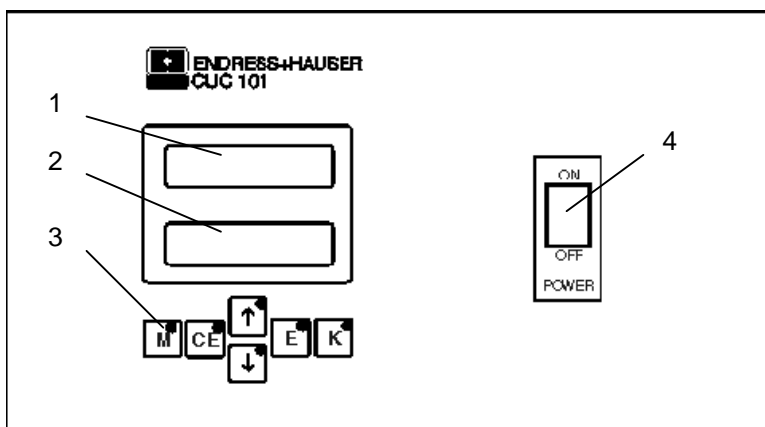 ENDRESS+HAUSER
CUC 101
1
2
3
4
ON
OFF
POWER
↑
M CE E K
↓